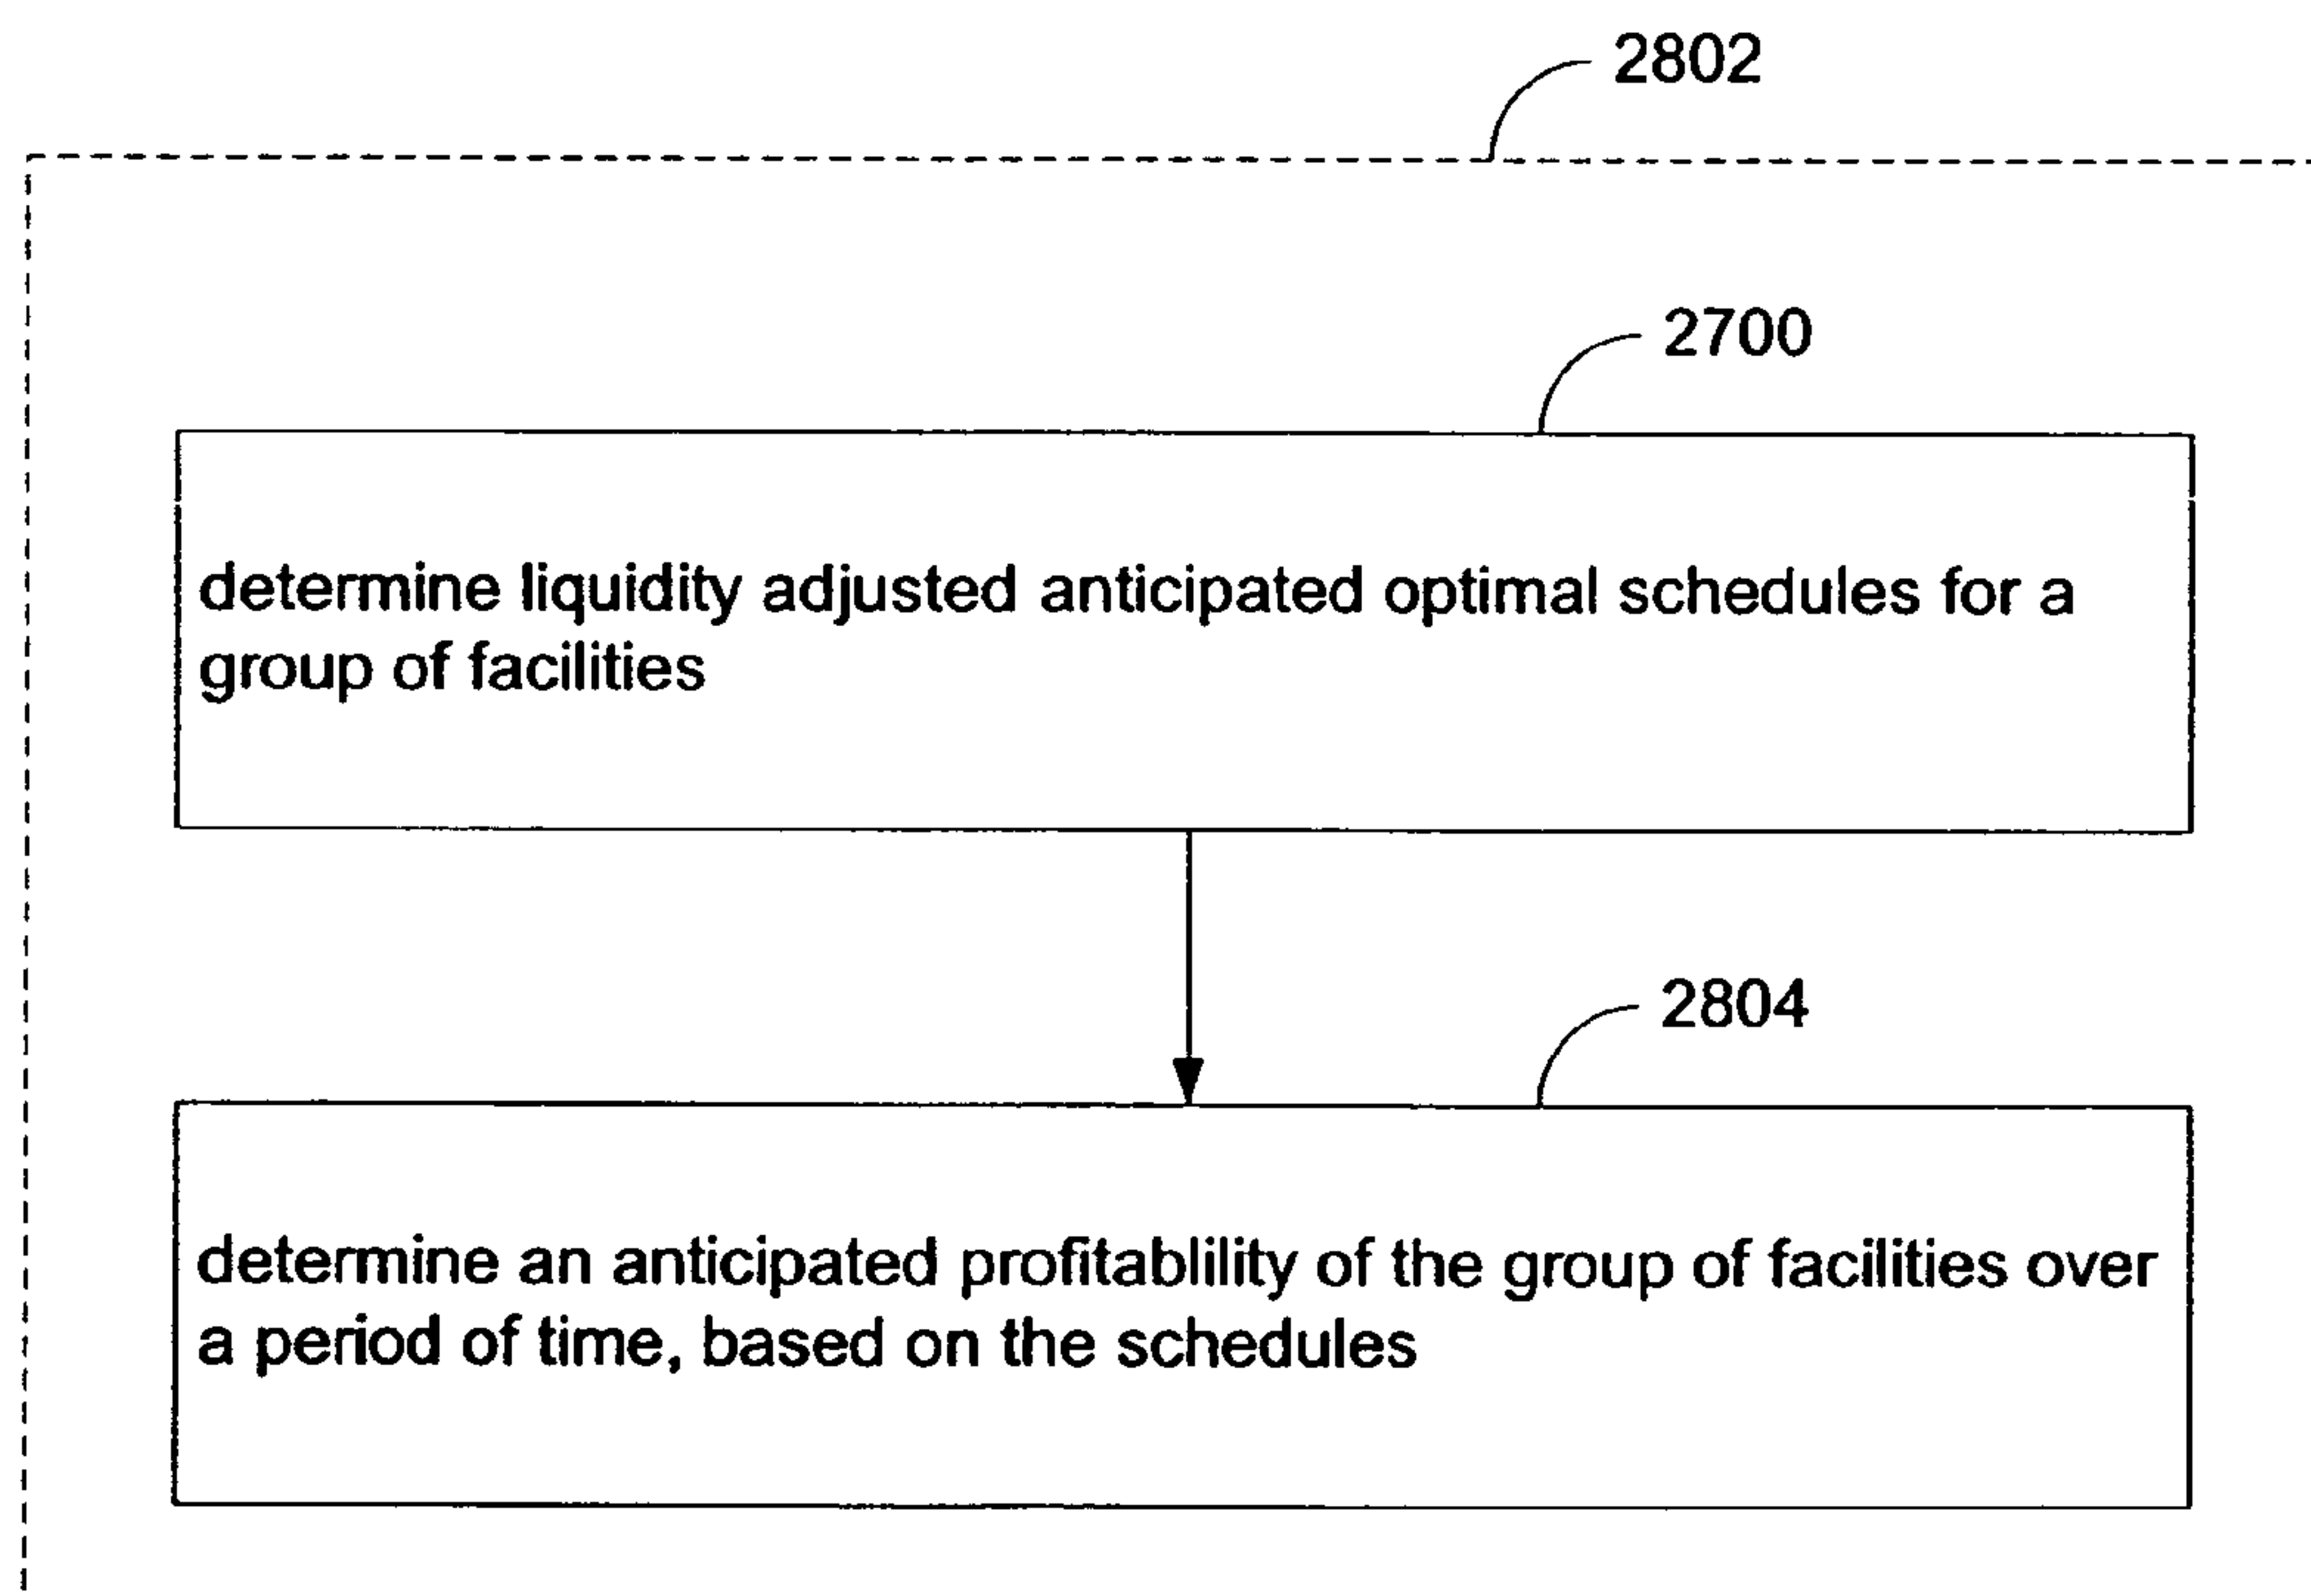 2802
2700
determine liquidity adjusted anticipated optimal schedules for a
group of facilities
2804
determine an anticipated profitablility of the group of facilities over
a period of time, based on the schedules